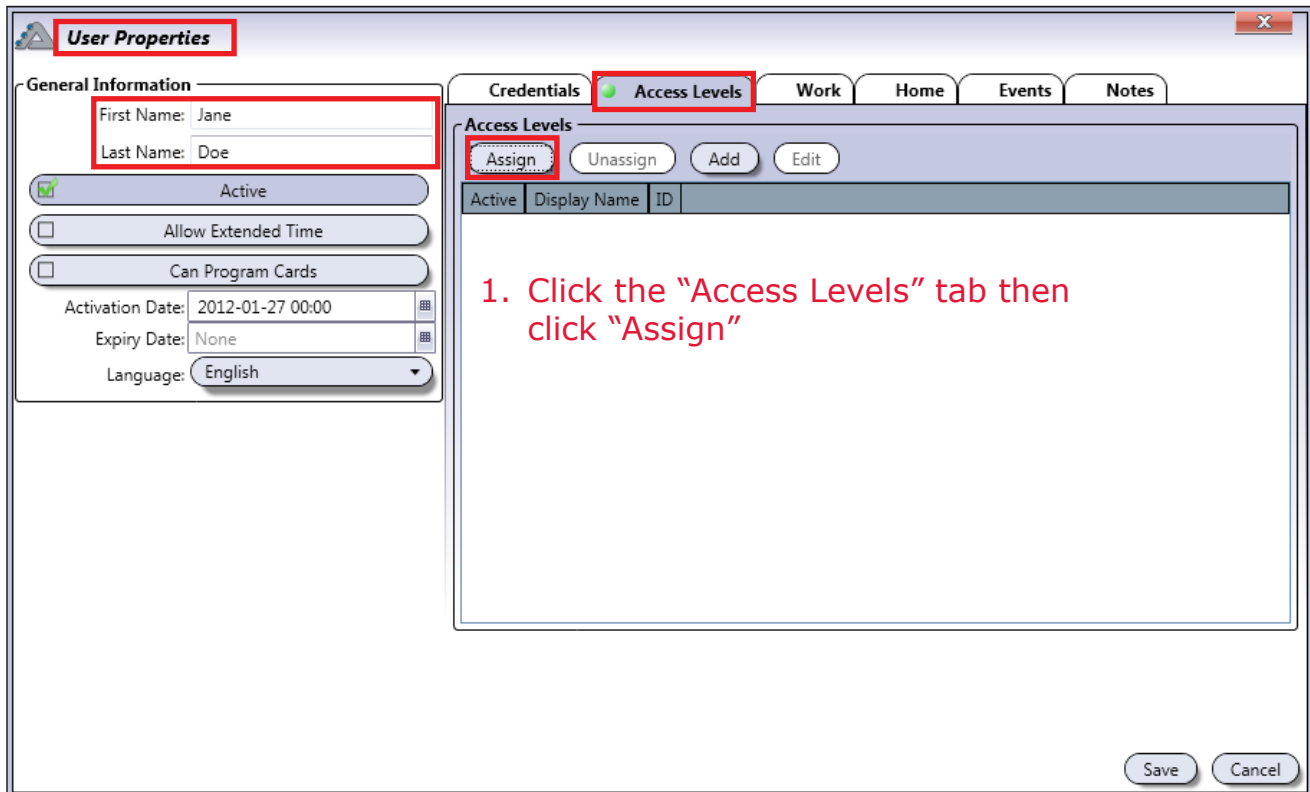 User Properties
X
General Information
First Name: Jane
Last Name: Doe
Active
Allow Extended Time
Can Program Cards
Activation Date: 2012-01-27 00:00
Expiry Date: None
Language: English
Credentials Access Levels Work Home Events Notes
Access Levels
Assign Unassign Add Edit
Active Display Name ID
1. Click the “Access Levels” tab then
click “Assign”
Save Cancel